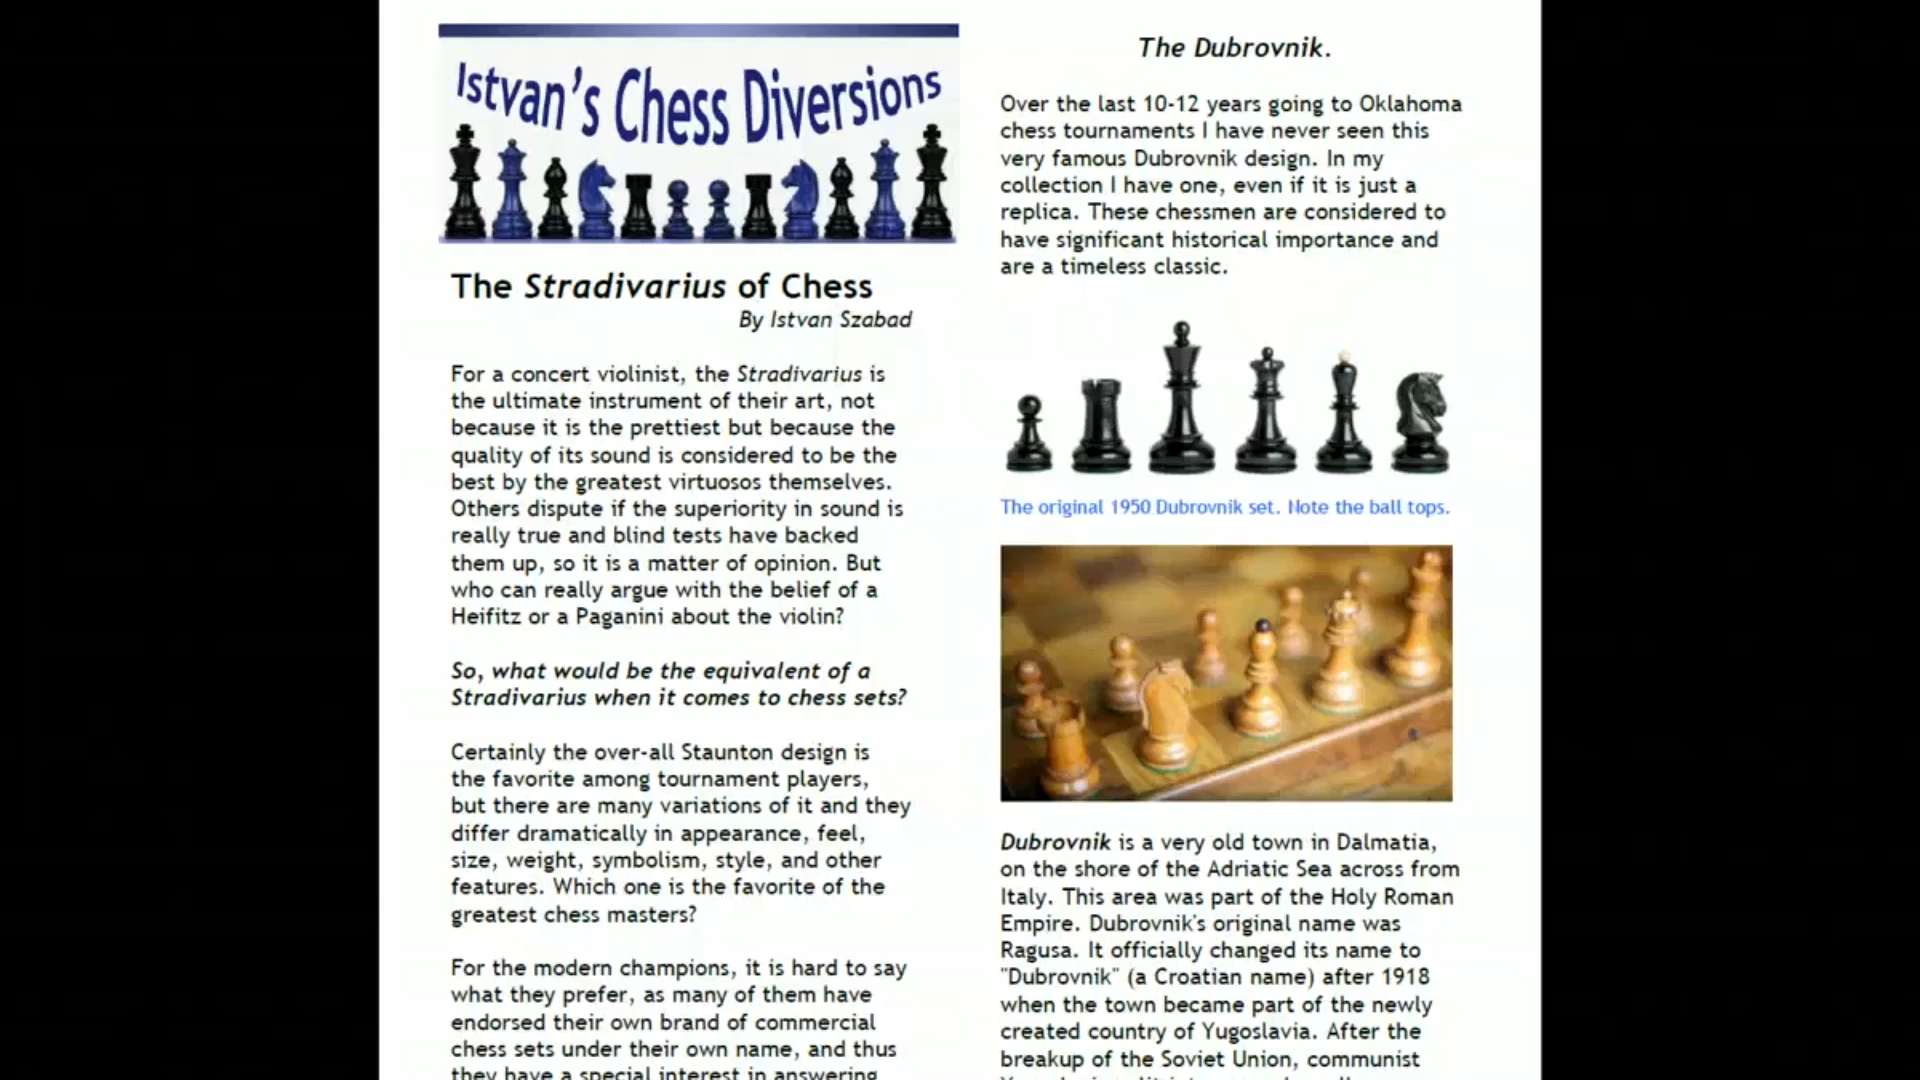 Istvan's Chess Diversions
The Stradivarius of Chess
By Istvan Szabad
For a concert violinist, the Stradivarius is
the ultimate instrument of their art, not
because it is the prettiest but because the
quality of its sound is considered to be the
best by the greatest virtuosos themselves.
Others dispute if the superiority in sound is
really true and blind tests have backed
them up, so it is a matter of opinion. But
who can really argue with the belief of a
Heifitz or a Paganini about the violin?
So, what would be the equivalent of a
Stradivarius when it comes to chess sets?
Certainly the over-all Staunton design is
the favorite among tournament players,
but there are many variations of it and they
differ dramatically in appearance, feel,
size, weight, symbolism, style, and other
features. Which one is the favorite of the
greatest chess masters?
For the modern champions, it is hard to say
what they prefer, as many of them have
endorsed their own brand of commercial
chess sets under their own name, and thus
they have a special interest in answering
The Dubrovnik.
Over the last 10-12 years going to Oklahoma
chess tournaments I have never seen this
very famous Dubrovnik design. In my
collection I have one, even if it is just a
replica. These chessmen are considered to
have significant historical importance and
are a timeless classic.
The original 1950 Dubrovnik set. Note the ball tops.
Dubrovnik is a very old town in Dalmatia,
on the shore of the Adriatic Sea across from
Italy. This area was part of the Holy Roman
Empire. Dubrovnik's original name was
Ragusa. It officially changed its name to
"Dubrovnik" (a Croatian name) after 1918
when the town became part of the newly
created country of Yugoslavia. After the
breakup of the Soviet Union, communist